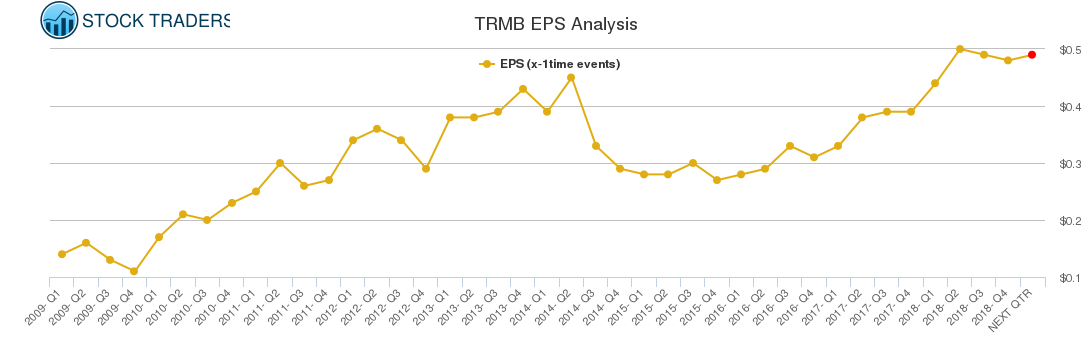 STOCK TRADERS
TRMB EPS Analysis
EPS (x-1time events)
$0.5
$0.4
$0.3
$0.2
$0.1
2009-Q1
2009-Q2
2009-Q3
2009-Q4
2010-Q1
2010-Q2
2010-Q3
2010-Q4
2011-Q1
2011-Q2
2011-Q3
2011-Q4
2012-Q1
2012-Q2
2012-Q3
2012-Q4
2013-Q1
2013-Q2
2013-Q3
2013-Q4
2014-Q1
2014-Q2
2014-Q3
2014-Q4
2015-Q1
2015-Q2
2015-Q3
2015-Q4
2016-Q1
2016-Q2
2016-Q3
2016-Q4
2017-Q1
2017-Q2
2017-Q3
2017-Q4
2018-Q1
2018-Q2
2018-Q3
2018-Q4
NEXT QTR